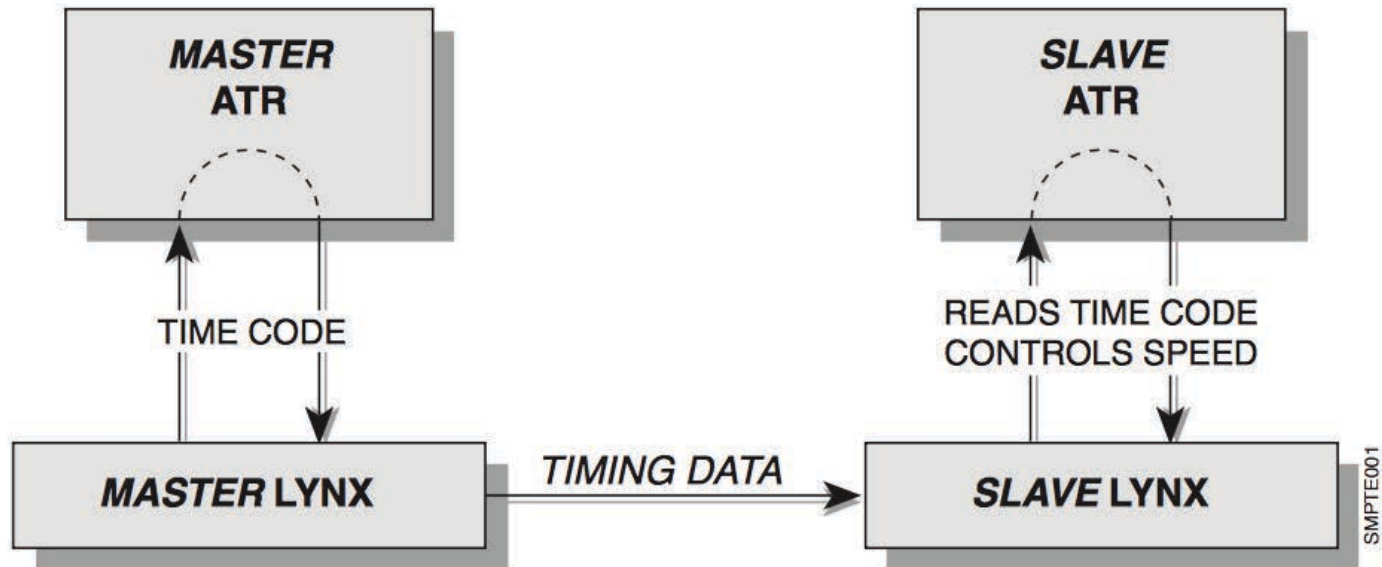 MASTER
ATR
SLAVE
ATR
TIME CODE
READS TIME CODE
CONTROLS SPEED
MASTER LYNX
TIMING DATA
SLAVE LYNX
SMPTE001